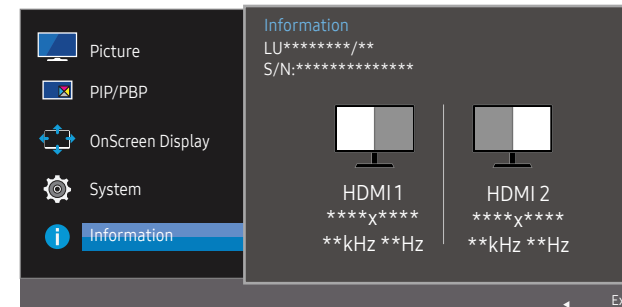 Picture
PIP/PBP
OnScreen Display
System
Information
Information
LU********/**
S/N:**************
HDMI 1
****x****
**kHz **Hz
HDMI 2
****x****
**kHz **Hz